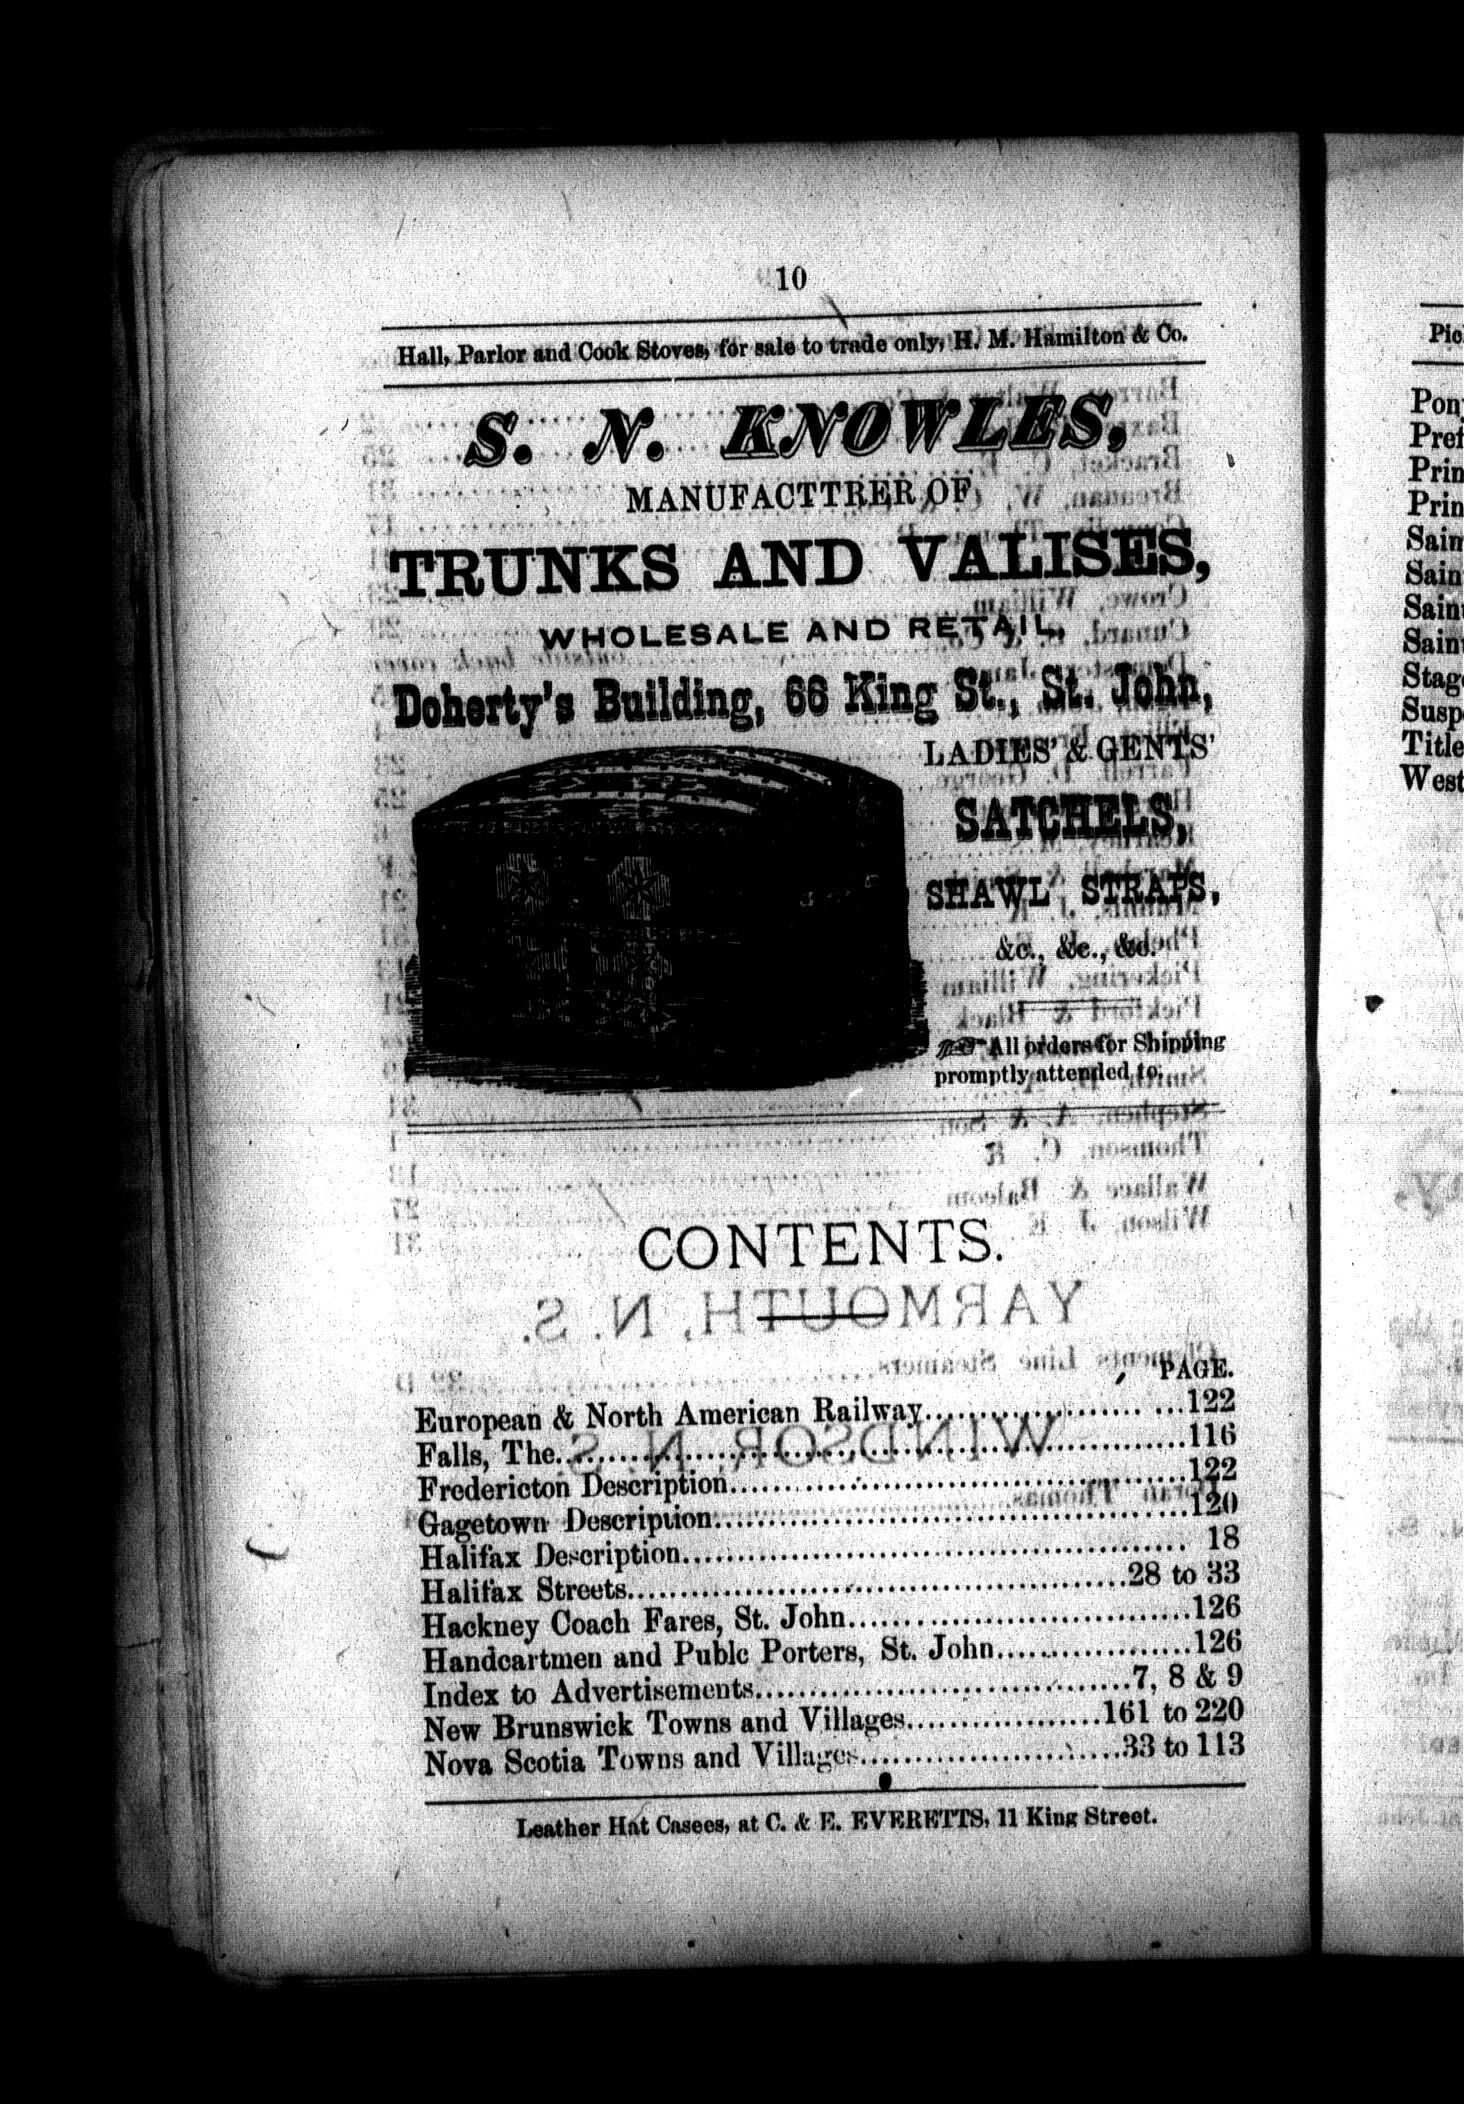 10
Hall, Parlor and Cook Stoves, for sale to trade only, H. M. Hamilton & Co.
S. N. KNOWLES,
MANUFACTTRER OF
TRUNKS AND VALISES,
WHOLESALE AND RETAIL,
Doherty's Building, 66 King St., St. John,
LADIES' & GENTS'
SATCHELS,
SHAWL STRAPS,
&c., &c., &c.
All orders for Shipping
promptly attended to.
CONTENTS.
PAGE.
European & North American Railway....................122
Falls, The....................116
Fredericton Description....................122
Gagetown Description....................120
Halifax Description.................... 18
Halifax Streets....................28 to 33
Hackney Coach Fares, St. John....................126
Handcartmen and Publc Porters, St. John....................126
Index to Advertisements....................7, 8 & 9
New Brunswick Towns and Villages....................161 to 220
Nova Scotia Towns and Villages....................33 to 113
Leather Hat Casees, at C. & E. EVERETTS, 11 King Street.